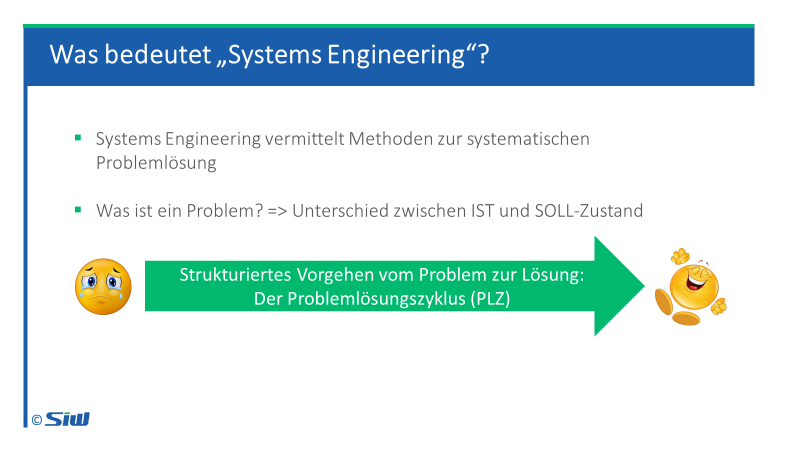 Was bedeutet „Systems Engineering“?
Systems Engineering vermittelt Methoden zur systematischen
Problemlösung
Was ist ein Problem? => Unterschied zwischen IST und SOLL-Zustand
Strukturiertes Vorgehen vom Problem zur Lösung:
Der Problemlösungszyklus (PLZ)
© SiW